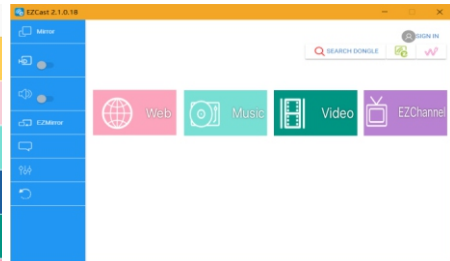 EZCast 2.1.0.18
Mirror
SIGN IN
SEARCH DONGLE
Web
Music
Video
EZChannel
EZMirror